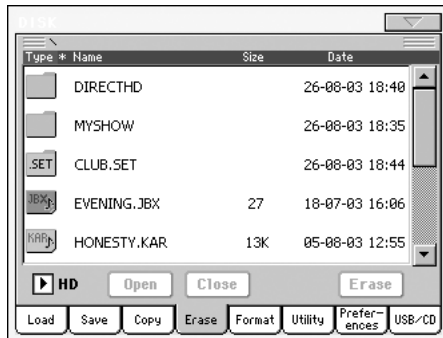 DISK
Type * Name Size Date
DIRECTHD 26-08-03 18:40
MYSHOW 26-08-03 18:35
.SET CLUB.SET 26-08-03 18:44
JBX EVENING.JBX 27 18-07-03 16:06
KAR HONESTY.KAR 13K 05-08-03 12:55
HD Open Close Erase
Load Save Copy Erase Format Utility Prefer-ences USB/CD